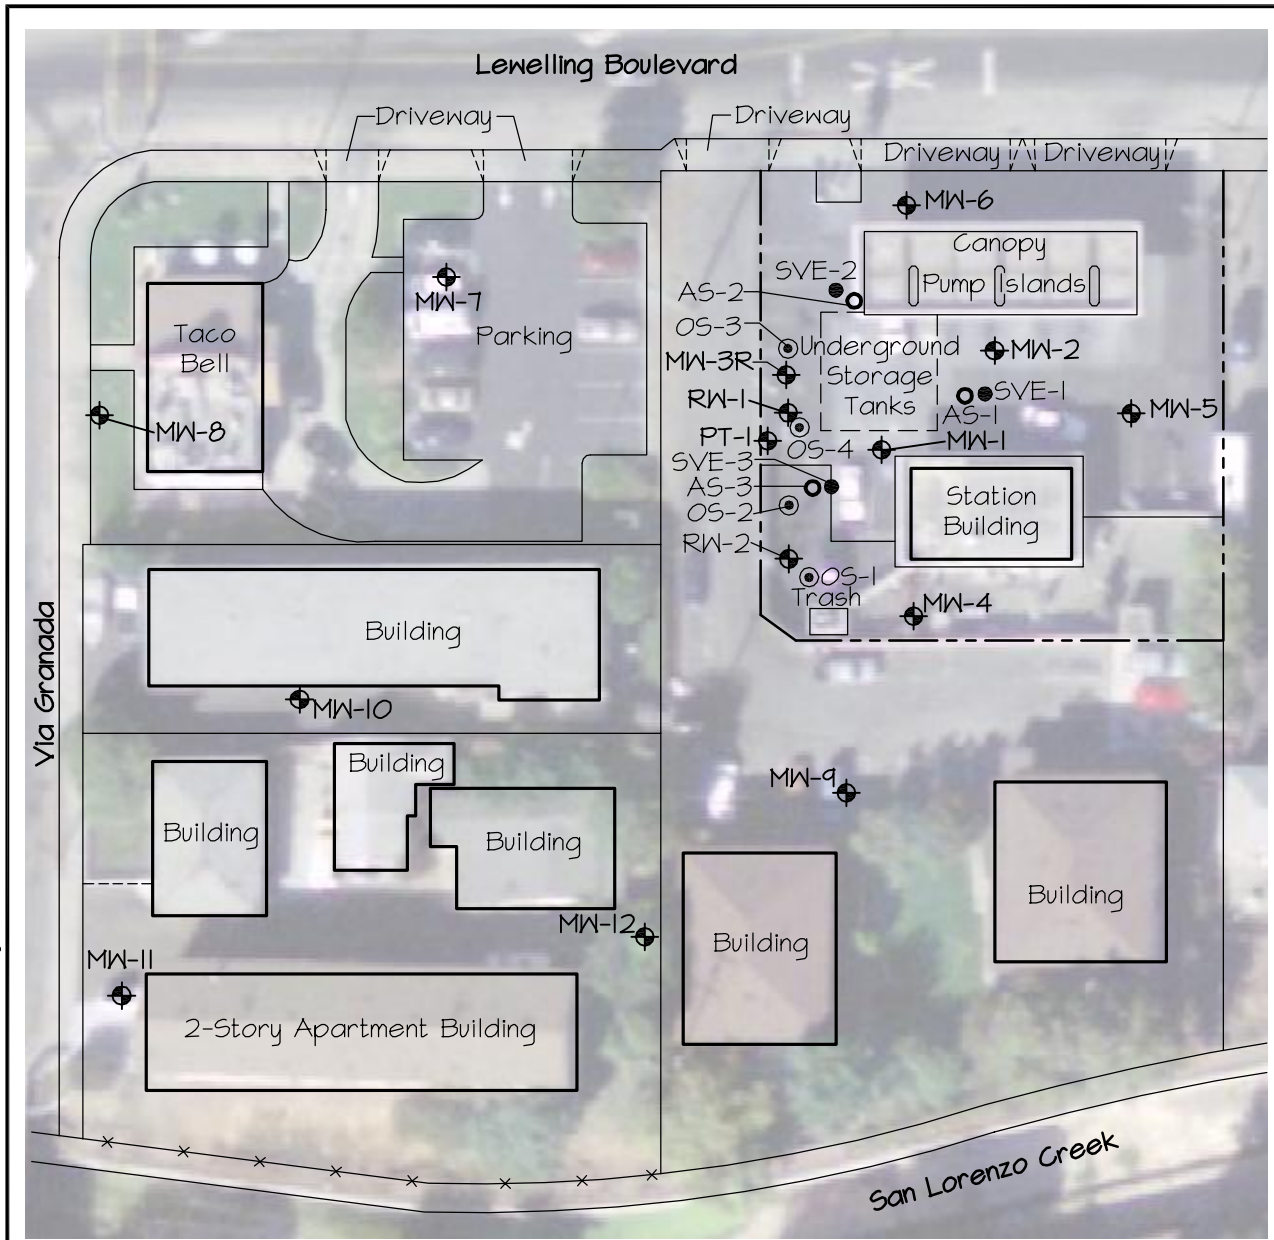 Lewelling Boulevard
Driveway
Driveway
Driveway
Driveway
MW-6
Canopy
Pump Islands
SVE-2
AS-2
MW-7
OS-3
Parking
Taco
Bell
Underground
Storage
Tanks
MW-2
MW-3R
SVE-1
AS-1
RW-1
MW-5
MW-8
PT-1
OS-4
MW-1
SVE-3
AS-3
OS-2
Station
Building
RW-2
OS-1
Trash
MW-4
Building
Via Granada
MW-10
Building
MW-9
Building
Building
Building
MW-12
Building
MW-11
2-Story Apartment Building
San Lorenzo Creek